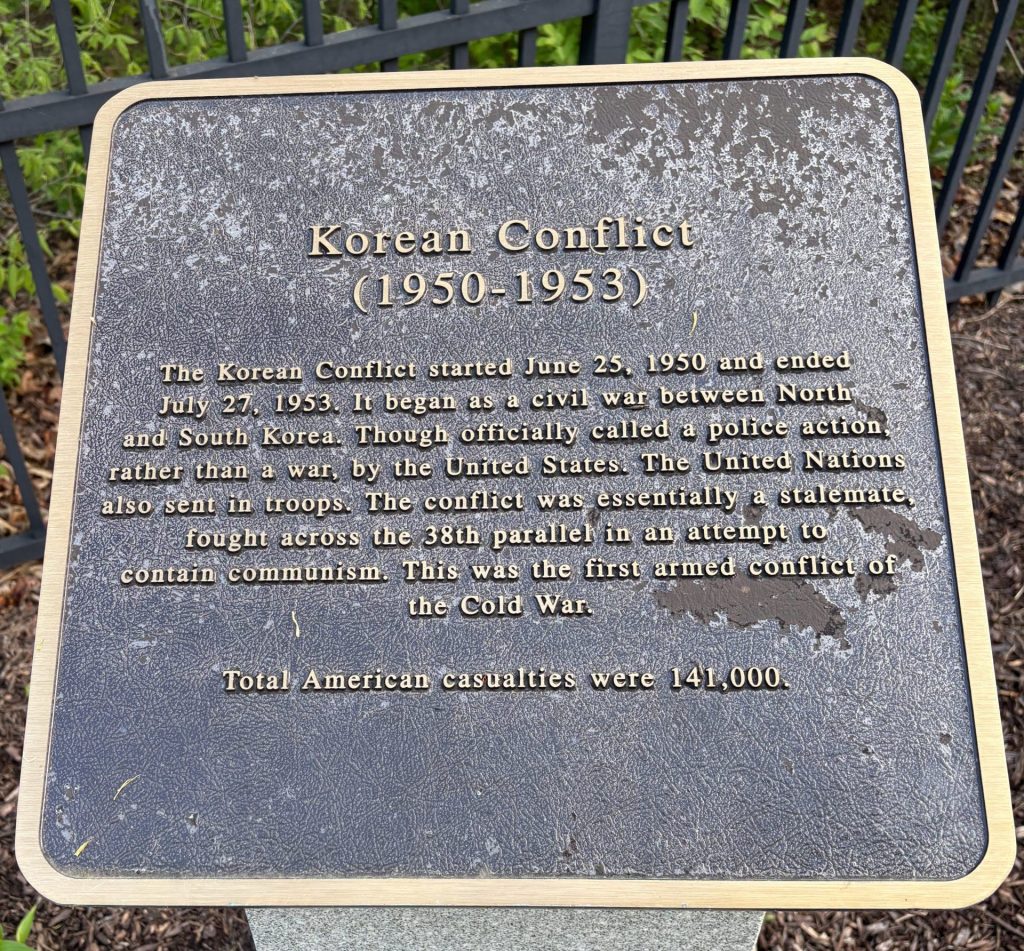 Korean Conflict
(1950-1953)
The Korean Conflict started June 25, 1950 and ended
July 27, 1953. It began as a civil war between North
and South Korea. Though officially called a police action,
rather than a war, by the United States. The United Nations
also sent in troops. The conflict was essentially a stalemate,
fought across the 38th parallel in an attempt to
contain communism. This was the first armed conflict of
the Cold War.
Total American casualties were 141,000.